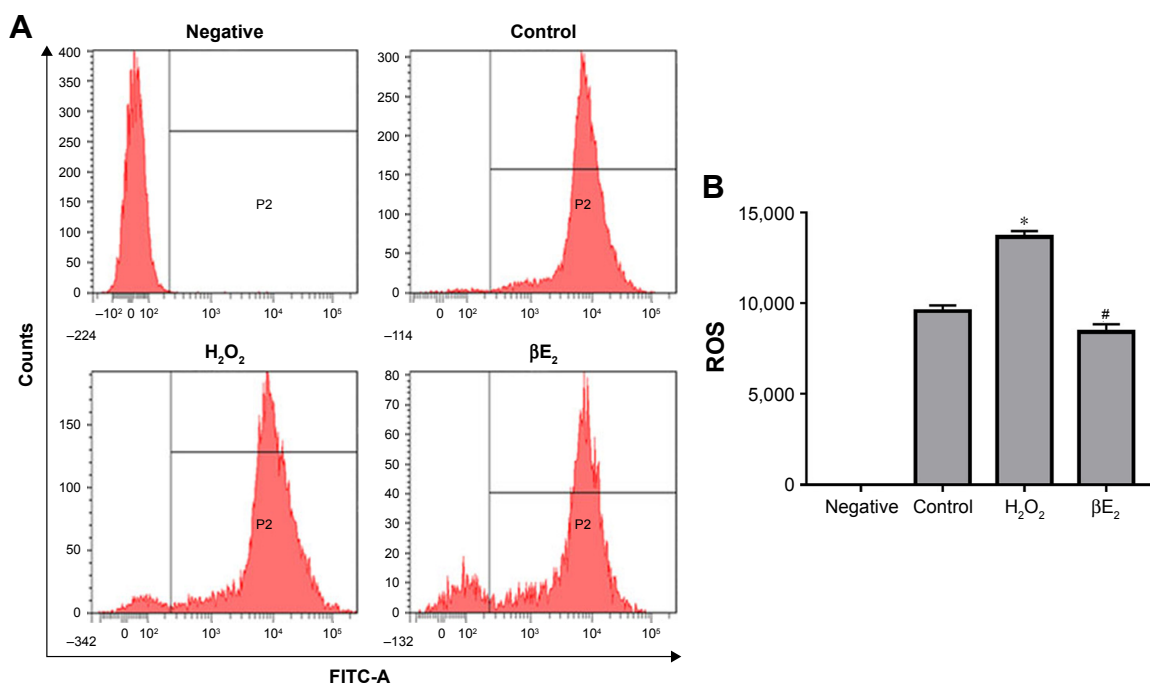 A
Negative
400
350
300
250
200
150
100
50
0
P2
–10² 0 10² 10³ 10⁴ 10⁵
–224
Control
300
250
200
150
100
50
0
P2
0 10² 10³ 10⁴ 10⁵
–114
H₂O₂
150
100
50
0
P2
0 10² 10³ 10⁴ 10⁵
–342
βE₂
80
70
60
50
40
30
20
10
0
P2
0 10² 10³ 10⁴ 10⁵
–132
Counts
FITC-A
B
15,000
10,000
5,000
0
ROS
*
#
Negative Control H₂O₂ βE₂